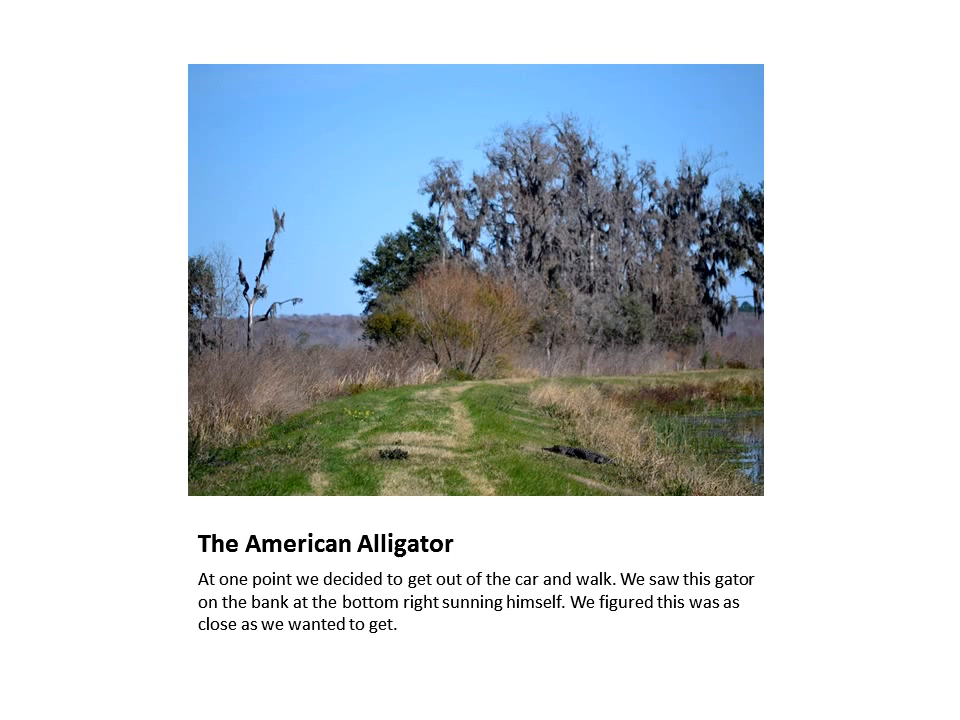 The American Alligator
At one point we decided to get out of the car and walk. We saw this gator
on the bank at the bottom right sunning himself. We figured this was as
close as we wanted to get.